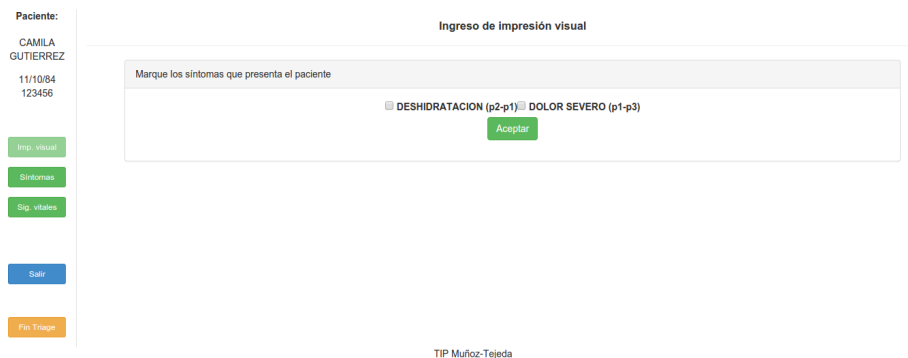 Paciente:
CAMILA
GUTIERREZ
11/10/84
123456
Imp. visual
Síntomas
Sig. vitales
Salir
Fin Triage
Ingreso de impresión visual
Marque los síntomas que presenta el paciente
DESHIDRATACION (p2-p1) DOLOR SEVERO (p1-p3)
Aceptar
TIP Muñoz-Tejeda